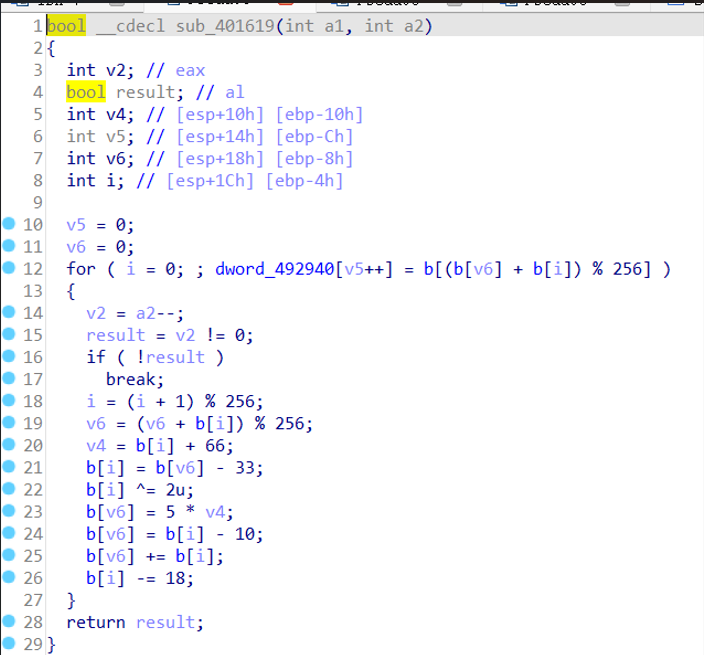 1 bool __cdecl sub_401619(int a1, int a2)
2 {
3   int v2; // eax
4   bool result; // al
5   int v4; // [esp+10h] [ebp-10h]
6   int v5; // [esp+14h] [ebp-Ch]
7   int v6; // [esp+18h] [ebp-8h]
8   int i; // [esp+1Ch] [ebp-4h]
9
10   v5 = 0;
11   v6 = 0;
12   for ( i = 0; ; dword_492940[v5++] = b[(b[v6] + b[i]) % 256] )
13   {
14     v2 = a2--;
15     result = v2 != 0;
16     if ( !result )
17       break;
18     i = (i + 1) % 256;
19     v6 = (v6 + b[i]) % 256;
20     v4 = b[i] + 66;
21     b[i] = b[v6] - 33;
22     b[i] ^= 2u;
23     b[v6] = 5 * v4;
24     b[v6] = b[i] - 10;
25     b[v6] += b[i];
26     b[i] -= 18;
27   }
28   return result;
29 }